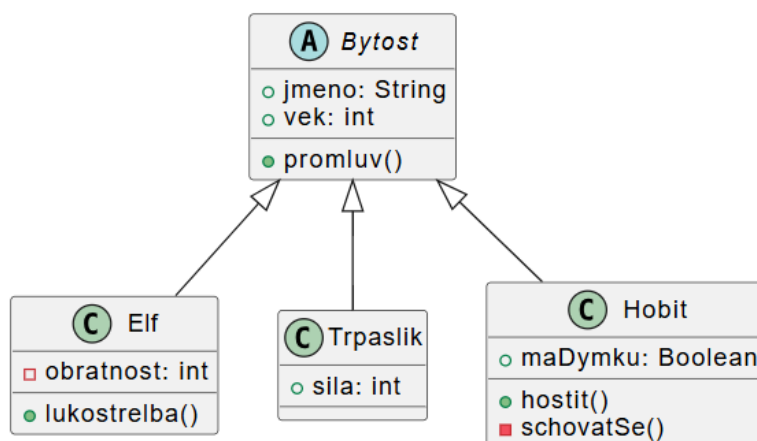 A Bytost
jmeno: String
vek: int
promluv()
C Elf
obratnost: int
lukostrelba()
C Trpaslik
sila: int
C Hobit
maDymku: Boolean
hostit()
schovatSe()